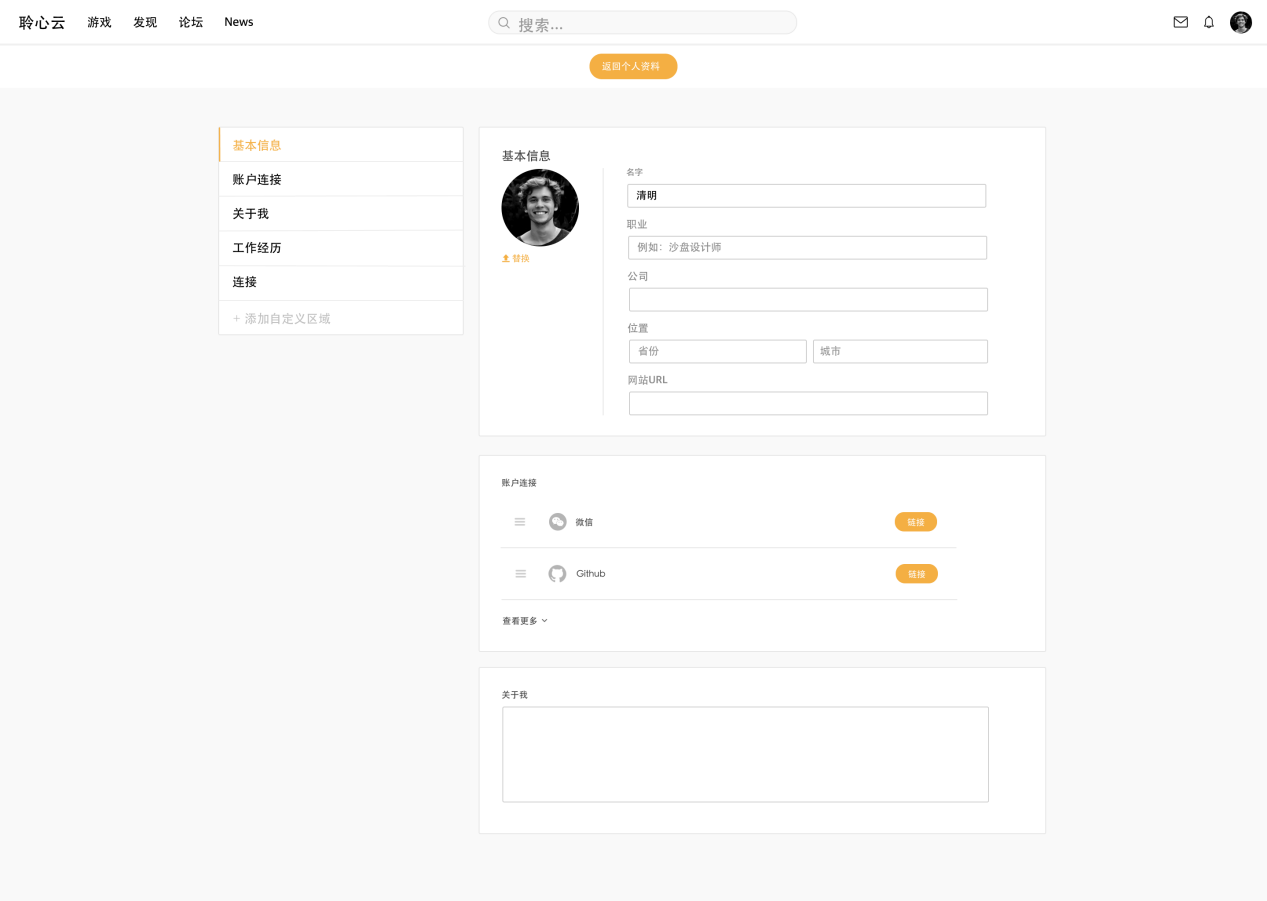 聆心云 游戏 发现 论坛 News 搜索...
返回个人资料
基本信息
账户连接
关于我
工作经历
连接
+ 添加自定义区域
基本信息
替换
名字
清明
职业
例如：沙盘设计师
公司
位置
省份 城市
网站URL
账户连接
微信 链接
Github 链接
查看更多
关于我